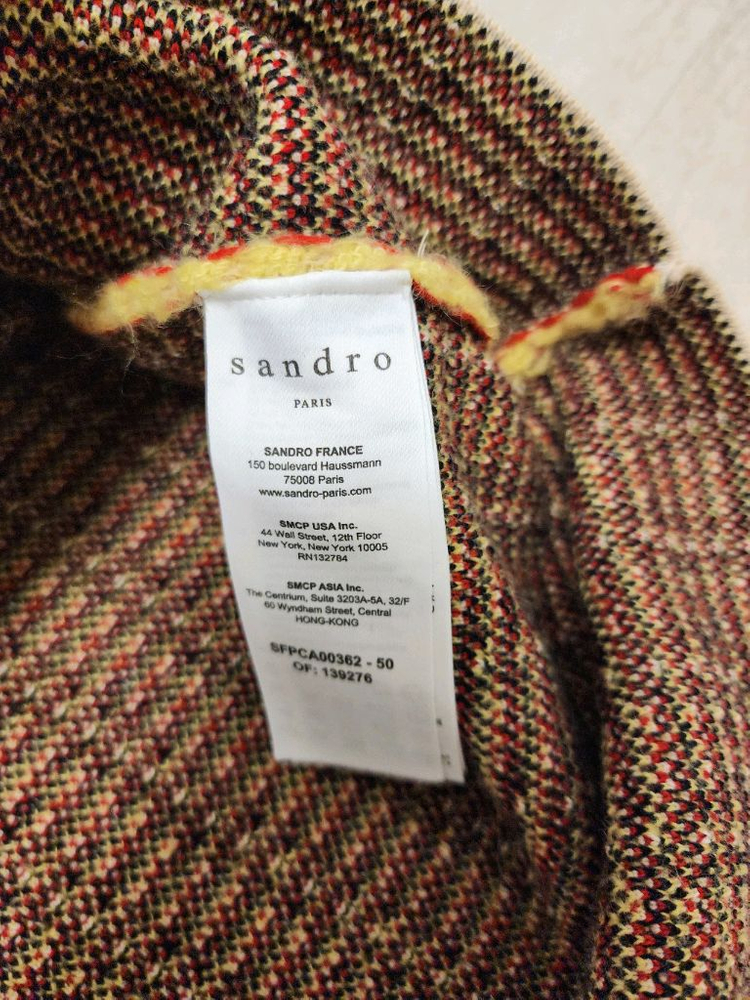 sandro
PARIS
SANDRO FRANCE
150 boulevard Haussmann
75008 Paris
www.sandro-paris.com
SMCP USA Inc.
44 Wall Street, 12th Floor
New York, New York 10005
RN132784
SMCP ASIA Inc.
The Centrium, Suite 3203A-5A, 32/F
60 Wyndham Street, Central
HONG-KONG
SFPCA00362 - 50
OF: 139276